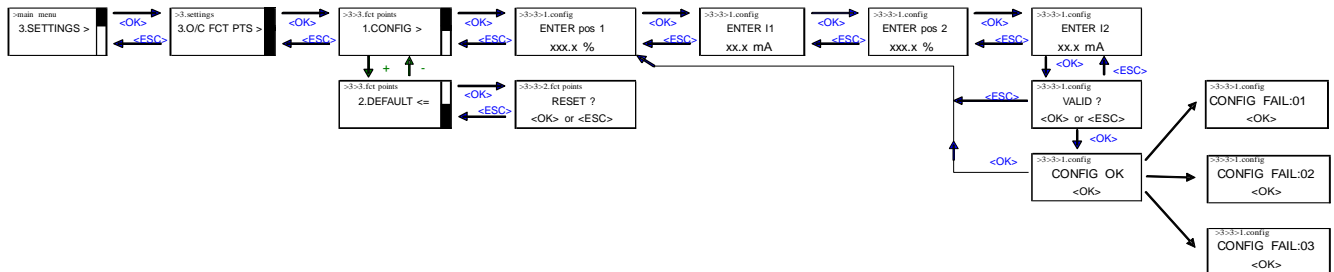 >main menu
3.SETTINGS >
<OK>
<ESC>
>3.settings
3.O/C FCT PTS >
<OK>
<ESC>
>3>3.fct points
1.CONFIG >
<OK>
<ESC>
>3>3>1.config
ENTER pos 1
xxx.x %
<OK>
<ESC>
>3>3>1.config
ENTER I1
xx.x mA
<OK>
<ESC>
>3>3>1.config
ENTER pos 2
xxx.x %
<OK>
<ESC>
>3>3>1.config
ENTER I2
xx.x mA
+
-
<OK>
<ESC>
>3>3.fct points
2.DEFAULT <=
<OK>
<ESC>
>3>3>2.fct points
RESET ?
<OK> or <ESC>
<ESC>
>3>3>1.config
VALID ?
<OK> or <ESC>
<OK>
<OK>
>3>3>1.config
CONFIG OK
<OK>
>3>3>1.config
CONFIG FAIL:01
<OK>
>3>3>1.config
CONFIG FAIL:02
<OK>
>3>3>1.config
CONFIG FAIL:03
<OK>